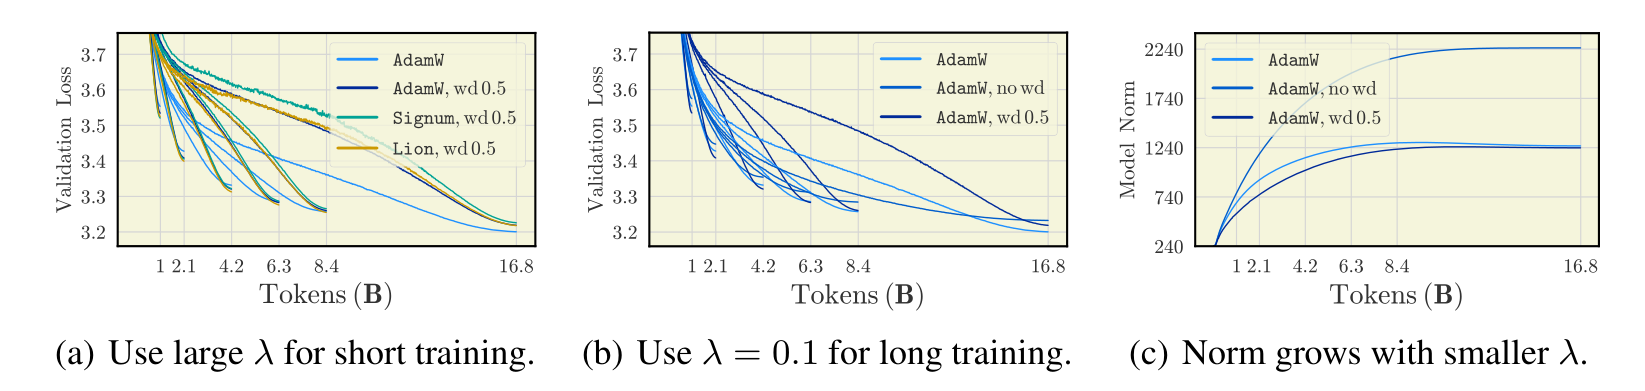 Validation Loss
3.7
3.6
3.5
3.4
3.3
3.2
AdamW
AdamW, wd 0.5
Signum, wd 0.5
Lion, wd 0.5
1 2.1 4.2 6.3 8.4 16.8
Tokens (B)
(a) Use large λ for short training.
Validation Loss
3.7
3.6
3.5
3.4
3.3
3.2
AdamW
AdamW, no wd
AdamW, wd 0.5
1 2.1 4.2 6.3 8.4 16.8
Tokens (B)
(b) Use λ = 0.1 for long training.
Model Norm
2240
1740
1240
740
240
AdamW
AdamW, no wd
AdamW, wd 0.5
1 2.1 4.2 6.3 8.4 16.8
Tokens (B)
(c) Norm grows with smaller λ.